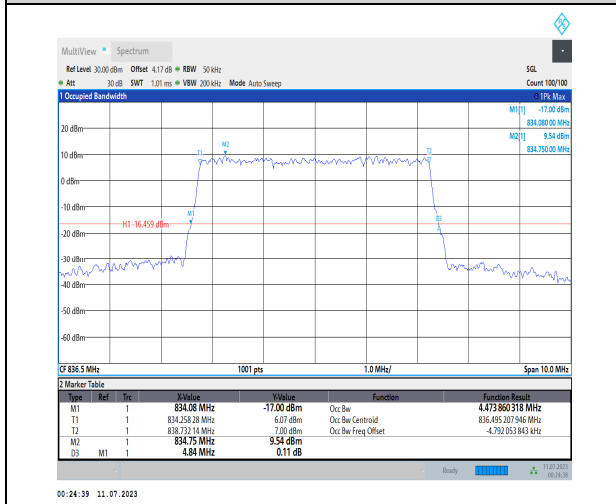 MultiView Spectrum
Ref Level 30.00 dBm Offset 4.17 dB RBW 50 kHz SGL
Att 30 dB SWT 1.01 ms VBW 200 kHz Mode Auto Sweep Count 100/100
1 Occupied Bandwidth 1Pk Max
M1[1] -17.00 dBm
834.080 00 MHz
M2[1] 9.54 dBm
834.750 00 MHz
20 dBm
M2
T1
T2
10 dBm
0 dBm
-10 dBm
M1
D3
H1 -16.459 dBm
-20 dBm
-30 dBm
-40 dBm
-50 dBm
-60 dBm
CF 836.5 MHz 1001 pts 1.0 MHz/ Span 10.0 MHz
2 Marker Table
Type Ref Trc X-Value Y-Value Function Function Result
M1 1 834.08 MHz -17.00 dBm Occ Bw 4.473 860 318 MHz
T1 1 834.258 28 MHz 6.07 dBm Occ Bw Centroid 836.495 207 946 MHz
T2 1 838.732 14 MHz 7.00 dBm Occ Bw Freq Offset -4.792 053 843 kHz
M2 1 834.75 MHz 9.54 dBm
D3 M1 1 4.84 MHz 0.11 dB
Ready 11.07.2023
00:24:38
00:24:39 11.07.2023